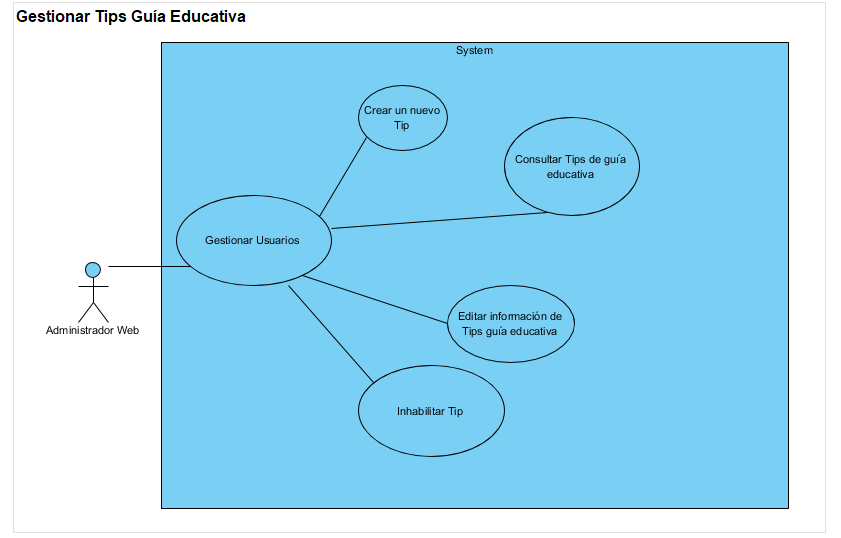 Gestionar Tips Guía Educativa
System
Crear un nuevo
Tip
Consultar Tips de guía
educativa
Gestionar Usuarios
Administrador Web
Editar información de
Tips guía educativa
Inhabilitar Tip